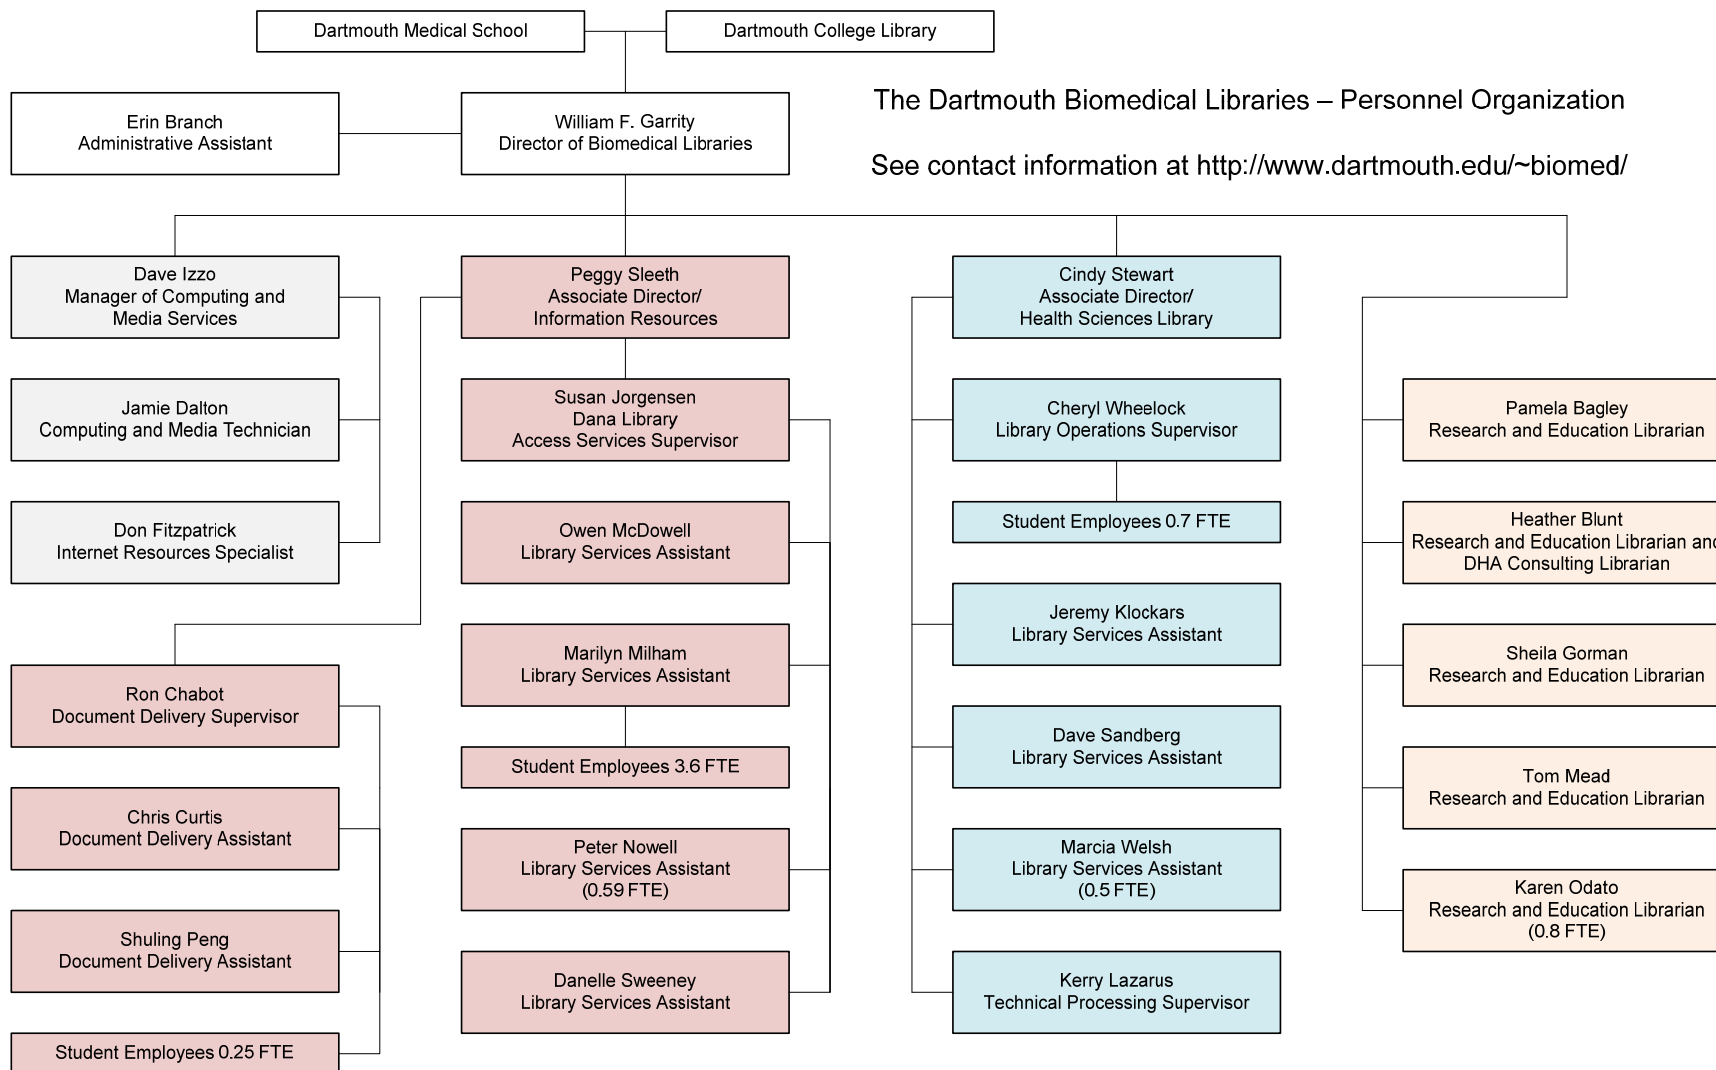 Dartmouth Medical School
Dartmouth College Library
The Dartmouth Biomedical Libraries – Personnel Organization
See contact information at http://www.dartmouth.edu/~biomed/
Erin Branch
Administrative Assistant
William F. Garrity
Director of Biomedical Libraries
Dave Izzo
Manager of Computing and
Media Services
Jamie Dalton
Computing and Media Technician
Don Fitzpatrick
Internet Resources Specialist
Ron Chabot
Document Delivery Supervisor
Chris Curtis
Document Delivery Assistant
Shuling Peng
Document Delivery Assistant
Student Employees 0.25 FTE
Peggy Sleeth
Associate Director/
Information Resources
Susan Jorgensen
Dana Library
Access Services Supervisor
Owen McDowell
Library Services Assistant
Marilyn Milham
Library Services Assistant
Student Employees 3.6 FTE
Peter Nowell
Library Services Assistant
(0.59 FTE)
Danelle Sweeney
Library Services Assistant
Cindy Stewart
Associate Director/
Health Sciences Library
Cheryl Wheelock
Library Operations Supervisor
Student Employees 0.7 FTE
Jeremy Klockars
Library Services Assistant
Dave Sandberg
Library Services Assistant
Marcia Welsh
Library Services Assistant
(0.5 FTE)
Kerry Lazarus
Technical Processing Supervisor
Pamela Bagley
Research and Education Librarian
Heather Blunt
Research and Education Librarian and
DHA Consulting Librarian
Sheila Gorman
Research and Education Librarian
Tom Mead
Research and Education Librarian
Karen Odato
Research and Education Librarian
(0.8 FTE)